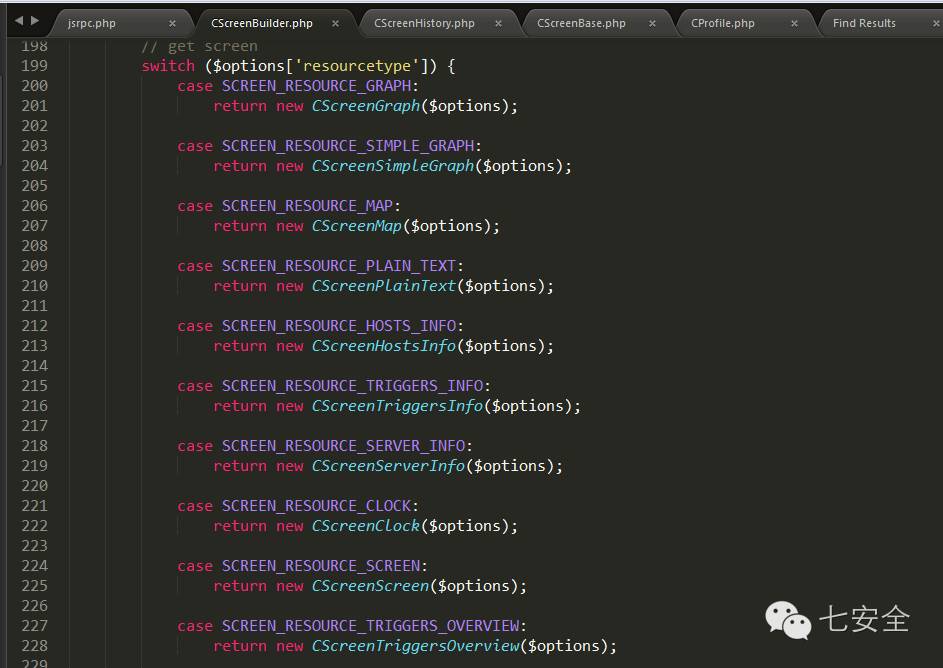 jsrpc.php × CScreenBuilder.php × CScreenHistory.php × CScreenBase.php × CProfile.php × Find Results ×
198 // get screen
199 switch ($options['resourcetype']) {
200 case SCREEN_RESOURCE_GRAPH:
201 return new CScreenGraph($options);
202
203 case SCREEN_RESOURCE_SIMPLE_GRAPH:
204 return new CScreenSimpleGraph($options);
205
206 case SCREEN_RESOURCE_MAP:
207 return new CScreenMap($options);
208
209 case SCREEN_RESOURCE_PLAIN_TEXT:
210 return new CScreenPlainText($options);
211
212 case SCREEN_RESOURCE_HOSTS_INFO:
213 return new CScreenHostsInfo($options);
214
215 case SCREEN_RESOURCE_TRIGGERS_INFO:
216 return new CScreenTriggersInfo($options);
217
218 case SCREEN_RESOURCE_SERVER_INFO:
219 return new CScreenServerInfo($options);
220
221 case SCREEN_RESOURCE_CLOCK:
222 return new CScreenClock($options);
223
224 case SCREEN_RESOURCE_SCREEN:
225 return new CScreenScreen($options);
226
227 case SCREEN_RESOURCE_TRIGGERS_OVERVIEW:
228 return new CScreenTriggersOverview($options);
229
七安全